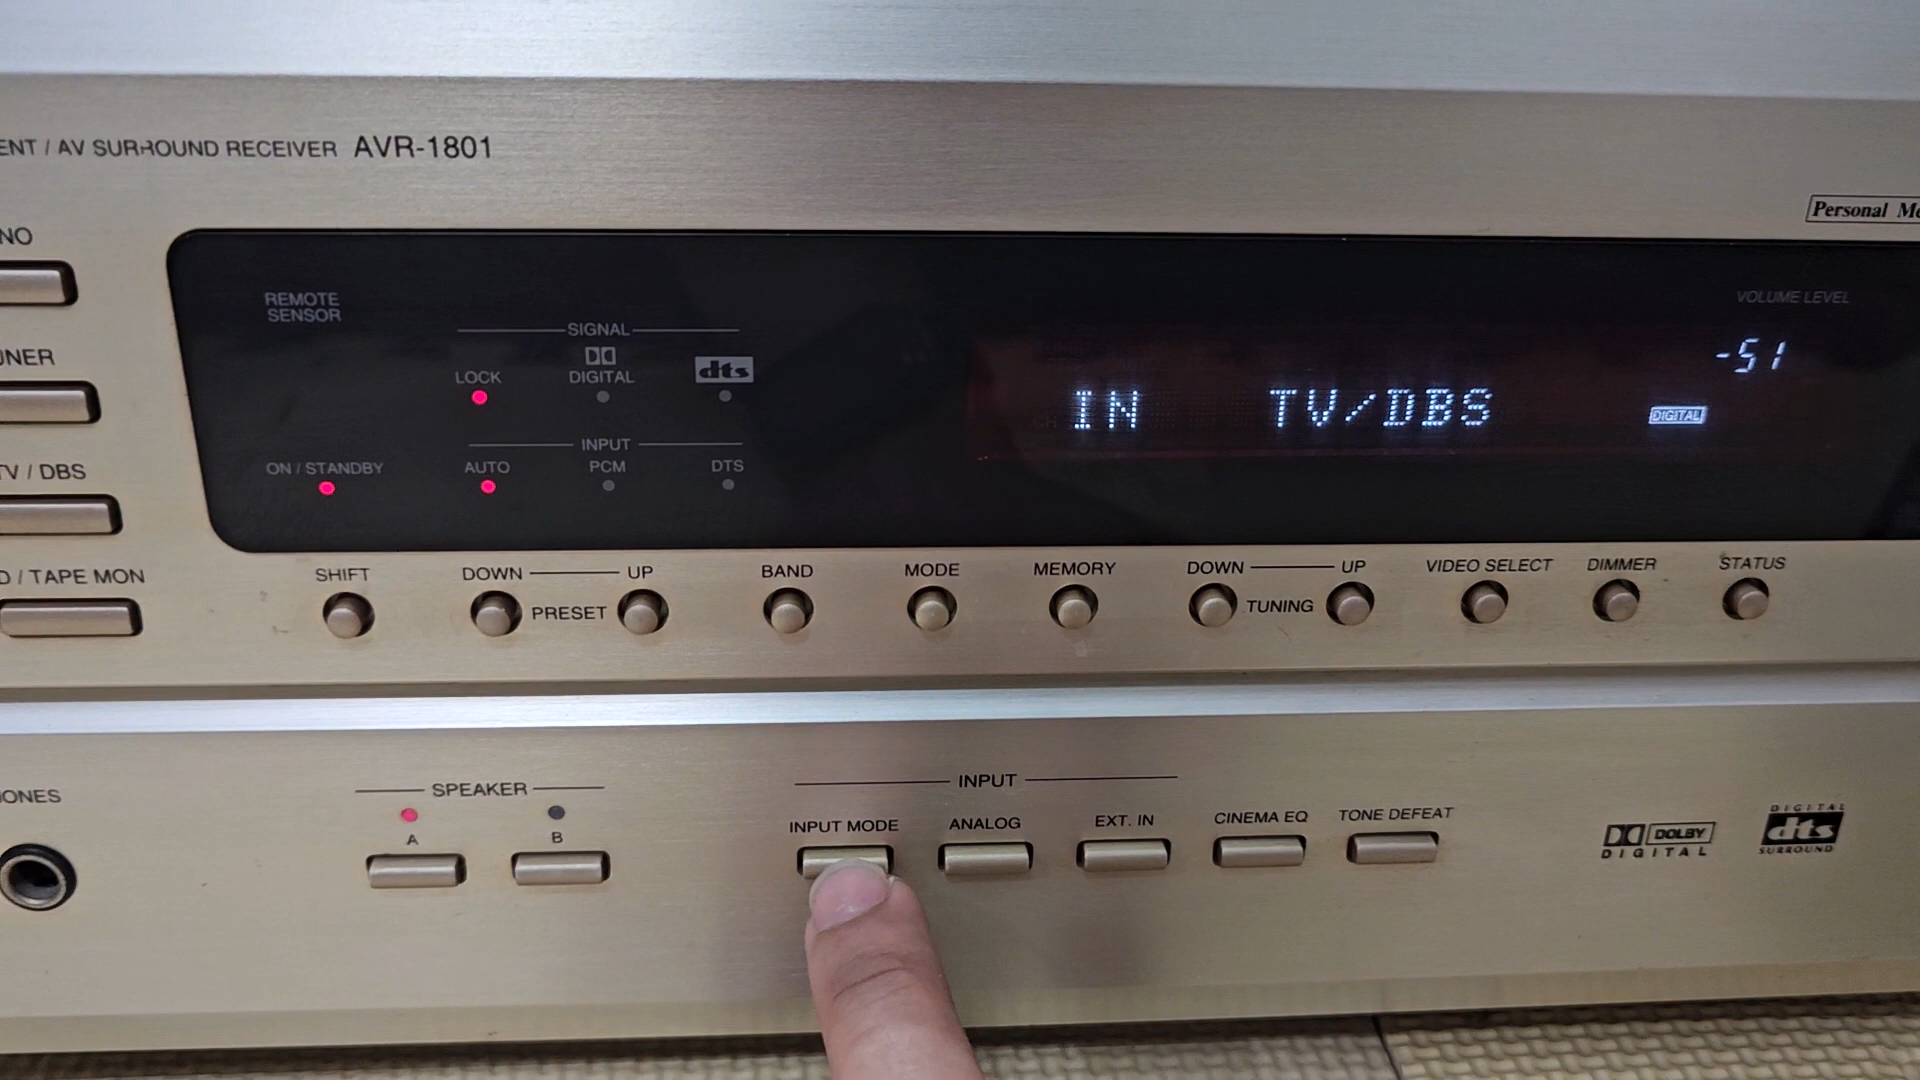 ENT / AV SURROUND RECEIVER AVR-1801
Personal Me
NO
UNER
TV / DBS
D / TAPE MON
REMOTE
SENSOR
SIGNAL
LOCK
DIGITAL
dts
INPUT
ON / STANDBY
AUTO
PCM
DTS
VOLUME LEVEL
-51
IN TV/DBS
DIGITAL
SHIFT
DOWN
UP
PRESET
BAND
MODE
MEMORY
DOWN
UP
TUNING
VIDEO SELECT
DIMMER
STATUS
IONES
SPEAKER
A
B
INPUT
INPUT MODE
ANALOG
EXT. IN
CINEMA EQ
TONE DEFEAT
DOLBY
DIGITAL
DIGITAL
dts
SURROUND